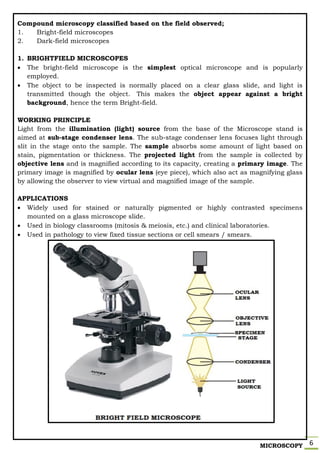 Compound microscopy classified based on the field observed;
1. Bright-field microscopes
2. Dark-field microscopes
1. BRIGHTFIELD MICROSCOPES
• The bright-field microscope is the simplest optical microscope and is popularly
employed.
• The object to be inspected is normally placed on a clear glass slide, and light is
transmitted though the object. This makes the object appear against a bright
background, hence the term Bright-field.
WORKING PRINCIPLE
Light from the illumination (light) source from the base of the Microscope stand is
aimed at sub-stage condenser lens. The sub-stage condenser lens focuses light through
slit in the stage onto the sample. The sample absorbs some amount of light based on
stain, pigmentation or thickness. The projected light from the sample is collected by
objective lens and is magnified according to its capacity, creating a primary image. The
primary image is magnified by ocular lens (eye piece), which also act as magnifying glass
by allowing the observer to view virtual and magnified image of the sample.
APPLICATIONS
• Widely used for stained or naturally pigmented or highly contrasted specimens
mounted on a glass microscope slide.
• Used in biology classrooms (mitosis & meiosis, etc.) and clinical laboratories.
• Used in pathology to view fixed tissue sections or cell smears / smears.
OCULAR
LENS
OBJECTIVE
LENS
SPECIMEN
STAGE
CONDENSER
LIGHT
SOURCE
BRIGHT FIELD MICROSCOPE
MICROSCOPY 6